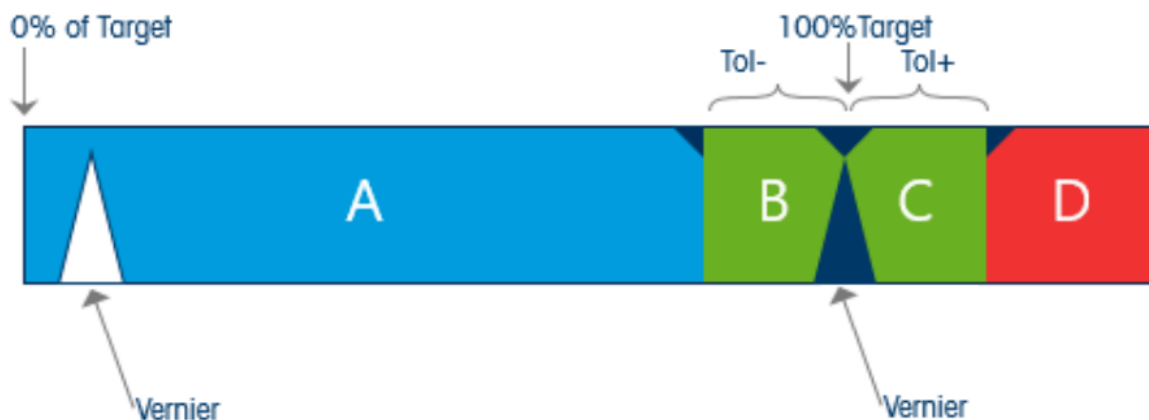 0% of Target
100%Target
Tol-
Tol+
A
B
C
D
Vernier
Vernier